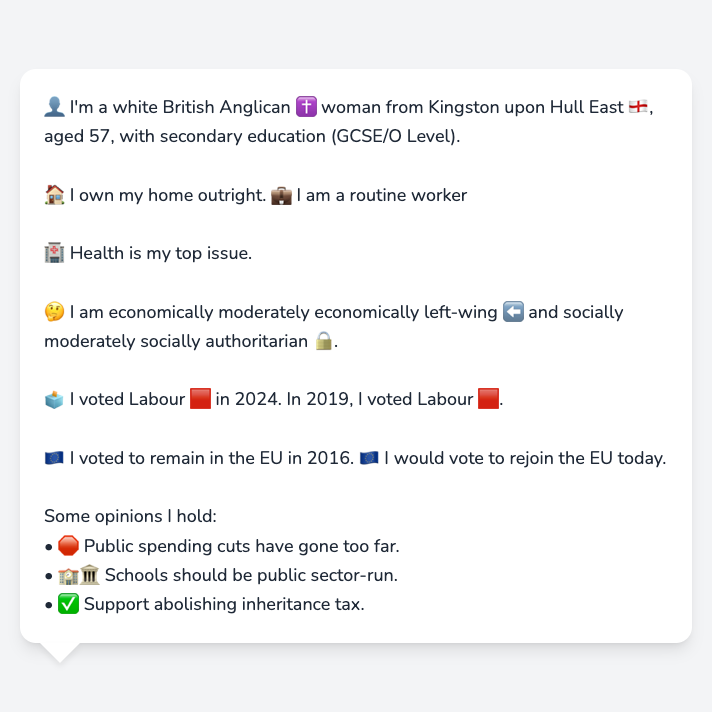 👤 I'm a white British Anglican ✝️ woman from Kingston upon Hull East 🏴󠁧󠁢󠁥󠁮󠁧󠁿,
aged 57, with secondary education (GCSE/O Level).
🏠 I own my home outright. 💼 I am a routine worker
🏥 Health is my top issue.
🤔 I am economically moderately economically left-wing ⬅️ and socially
moderately socially authoritarian 🔒.
🗳️ I voted Labour 🟥 in 2024. In 2019, I voted Labour 🟥.
🇪🇺 I voted to remain in the EU in 2016. 🇪🇺 I would vote to rejoin the EU today.
Some opinions I hold:
• 🛑 Public spending cuts have gone too far.
• 🏫🏛️ Schools should be public sector-run.
• ✅ Support abolishing inheritance tax.